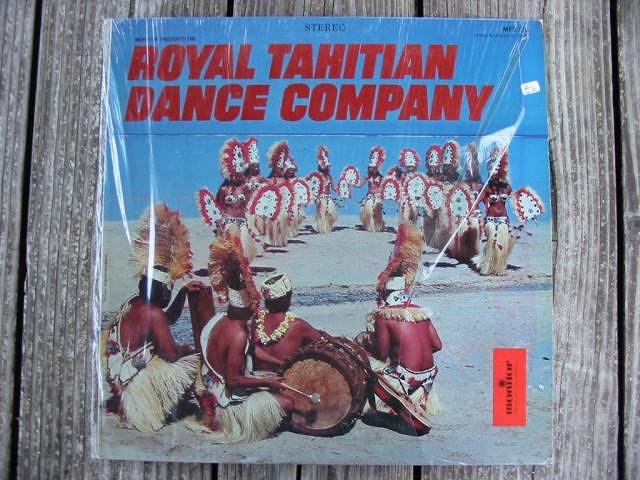 STEREO
MONITOR PRESENTS THE
ROYAL TAHITIAN
DANCE COMPANY
monitor